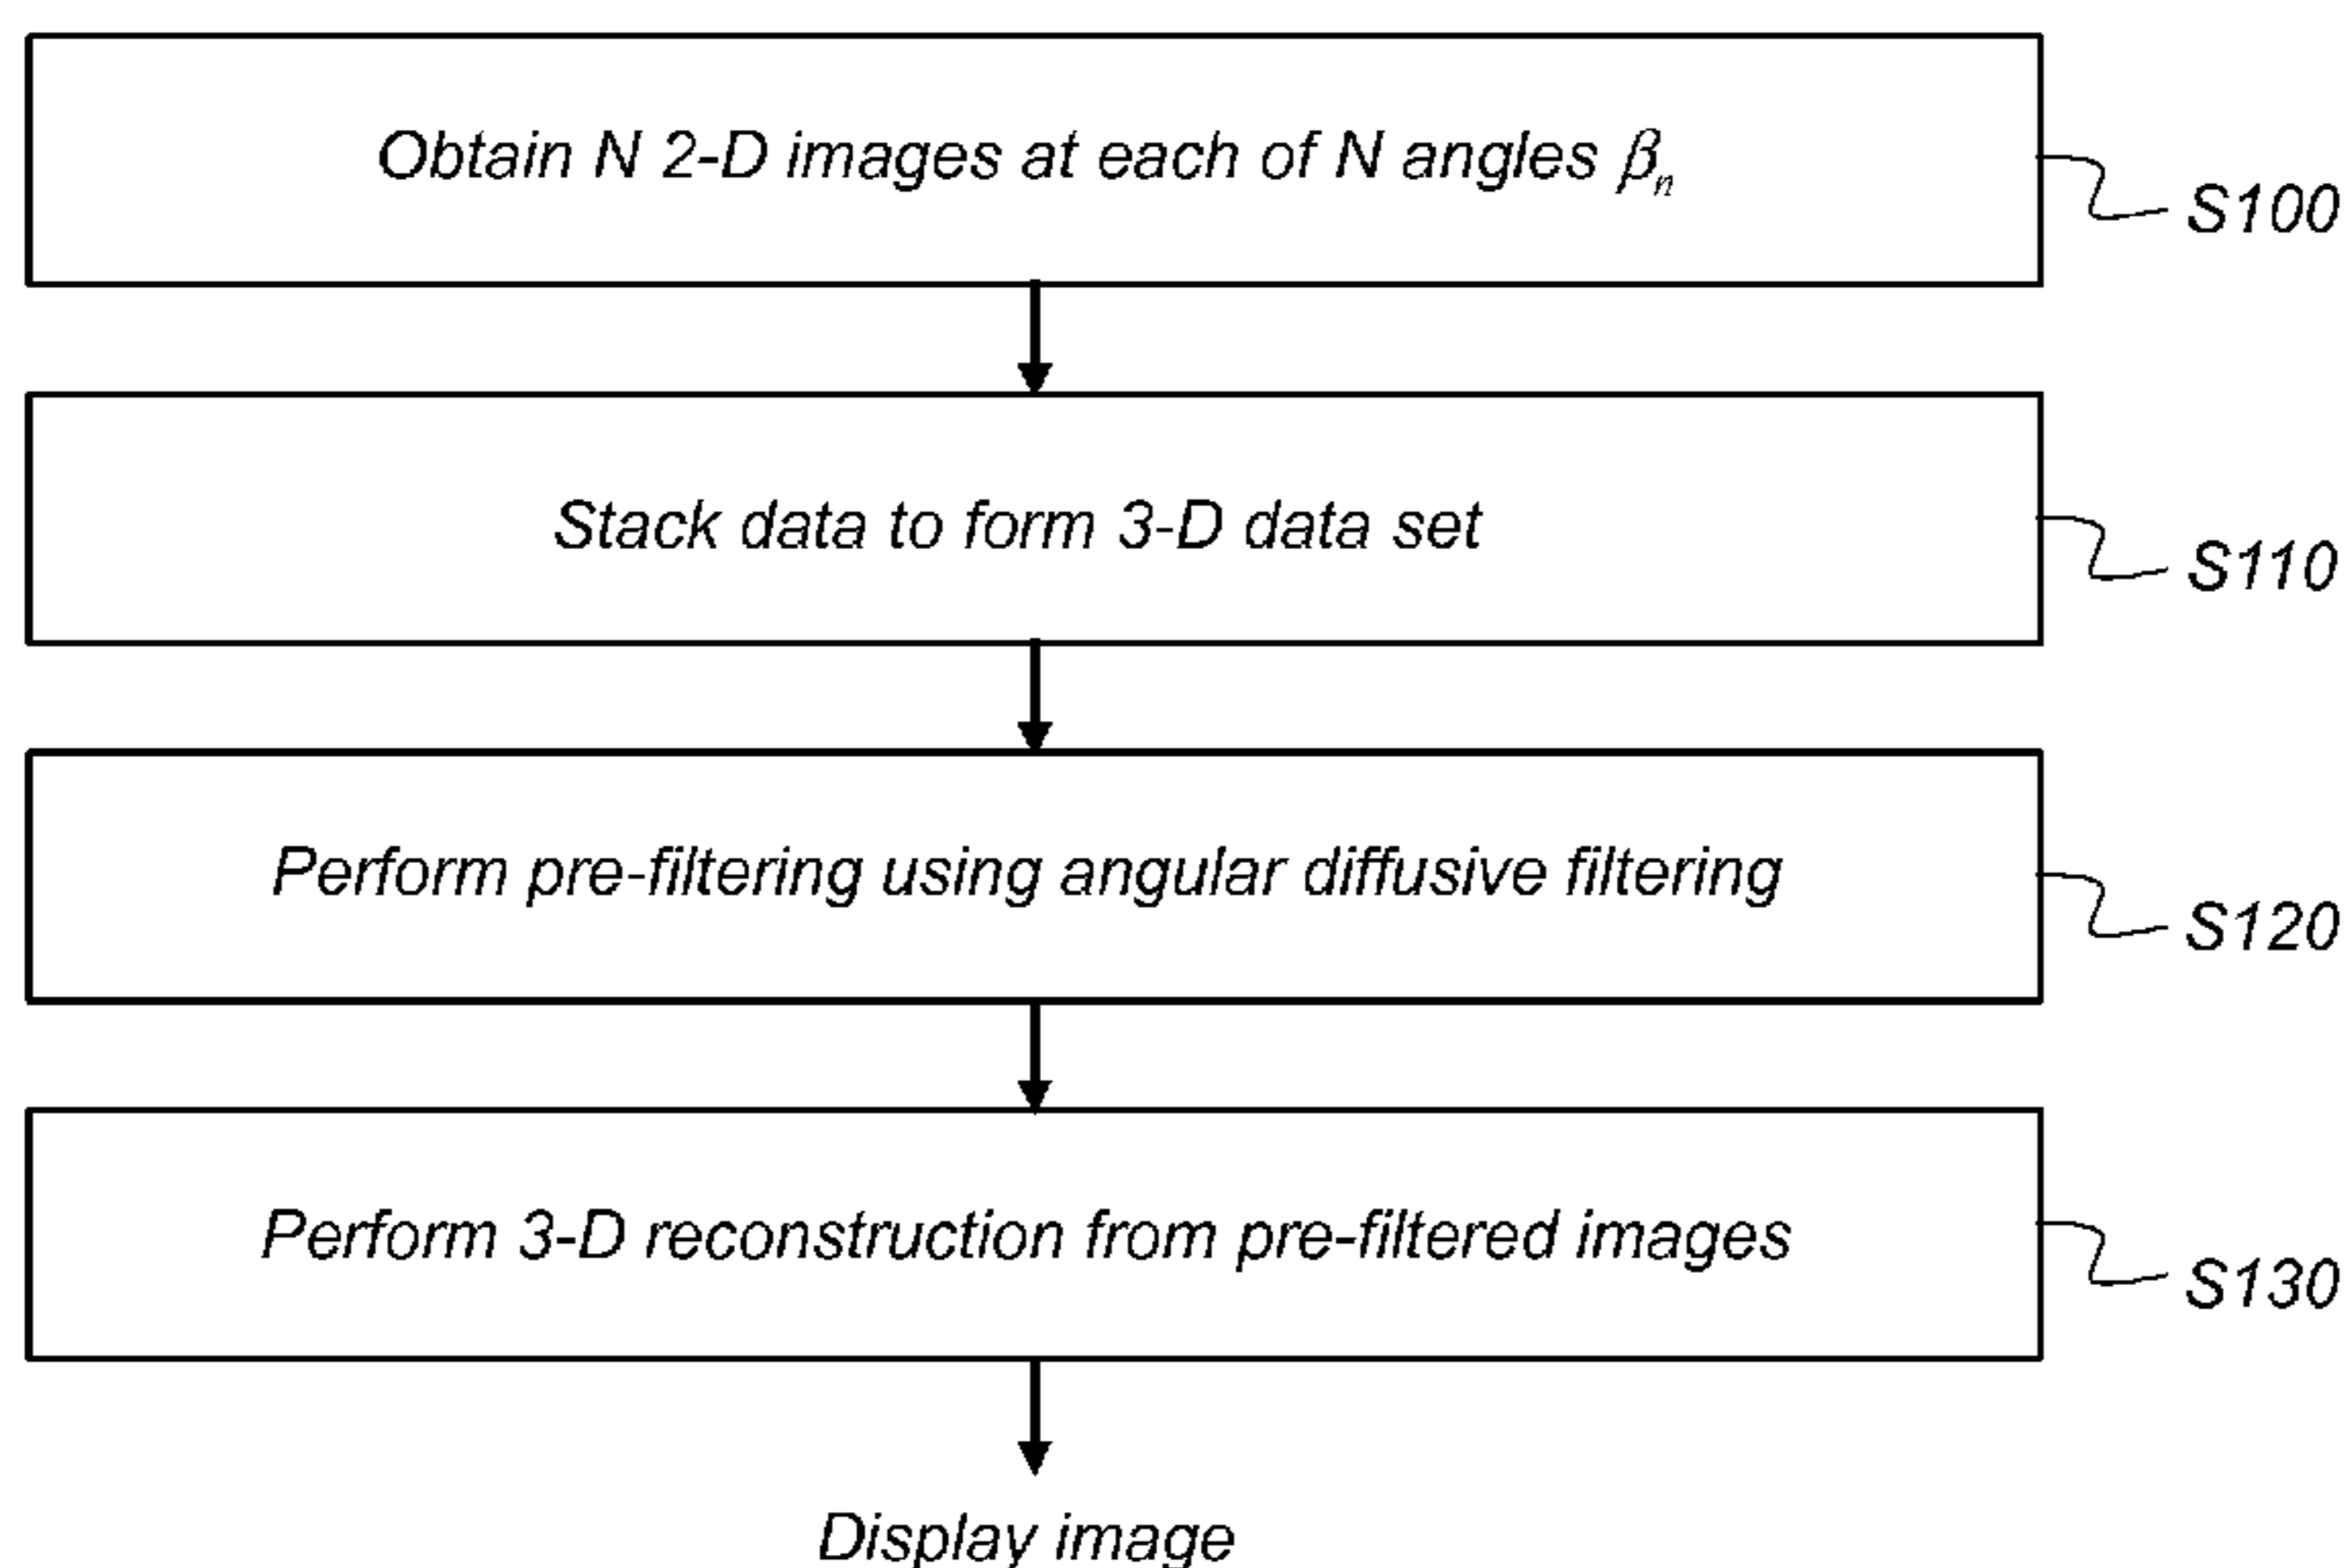 Obtain N 2-D images at each of N angles βn
S100
Stack data to form 3-D data set
S110
Perform pre-filtering using angular diffusive filtering
S120
Perform 3-D reconstruction from pre-filtered images
S130
Display image